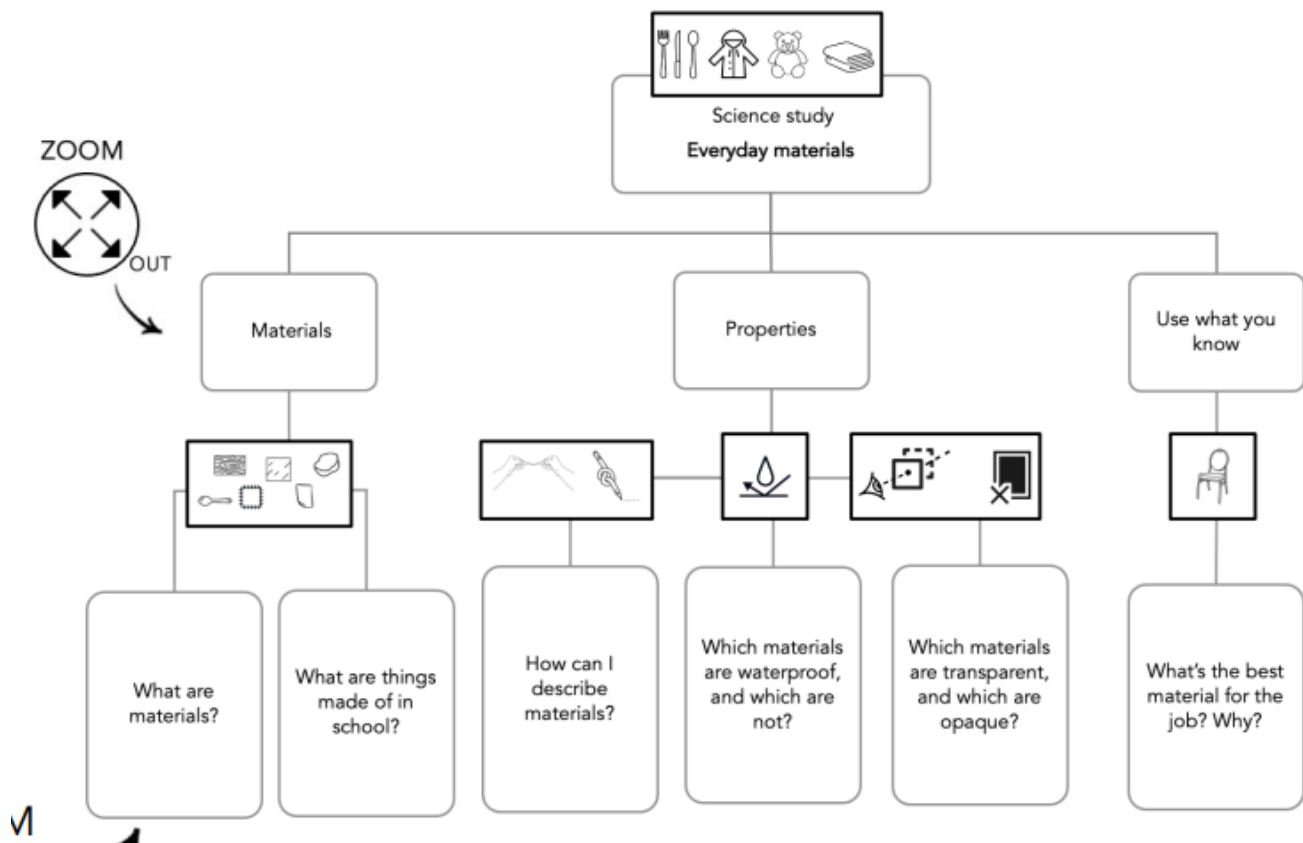 Science study
Everyday materials
ZOOM
OUT
Materials
Properties
Use what you
know
What are
materials?
What are things
made of in
school?
How can I
describe
materials?
Which materials
are waterproof,
and which are
not?
Which materials
are transparent,
and which are
opaque?
What's the best
material for the
job? Why?
M